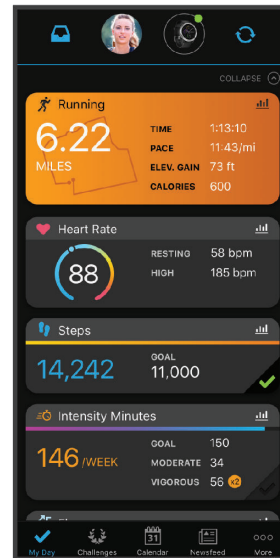 COLLAPSE
Running
6.22
MILES
TIME 1:13:10
PACE 11:43/mi
ELEV. GAIN 73 ft
CALORIES 600
Heart Rate
88
RESTING 58 bpm
HIGH 185 bpm
Steps
14,242
GOAL
11,000
Intensity Minutes
146 /WEEK
GOAL 150
MODERATE 34
VIGOROUS 56 x2
My Day
Challenges
31
Calendar
Newsfeed
More